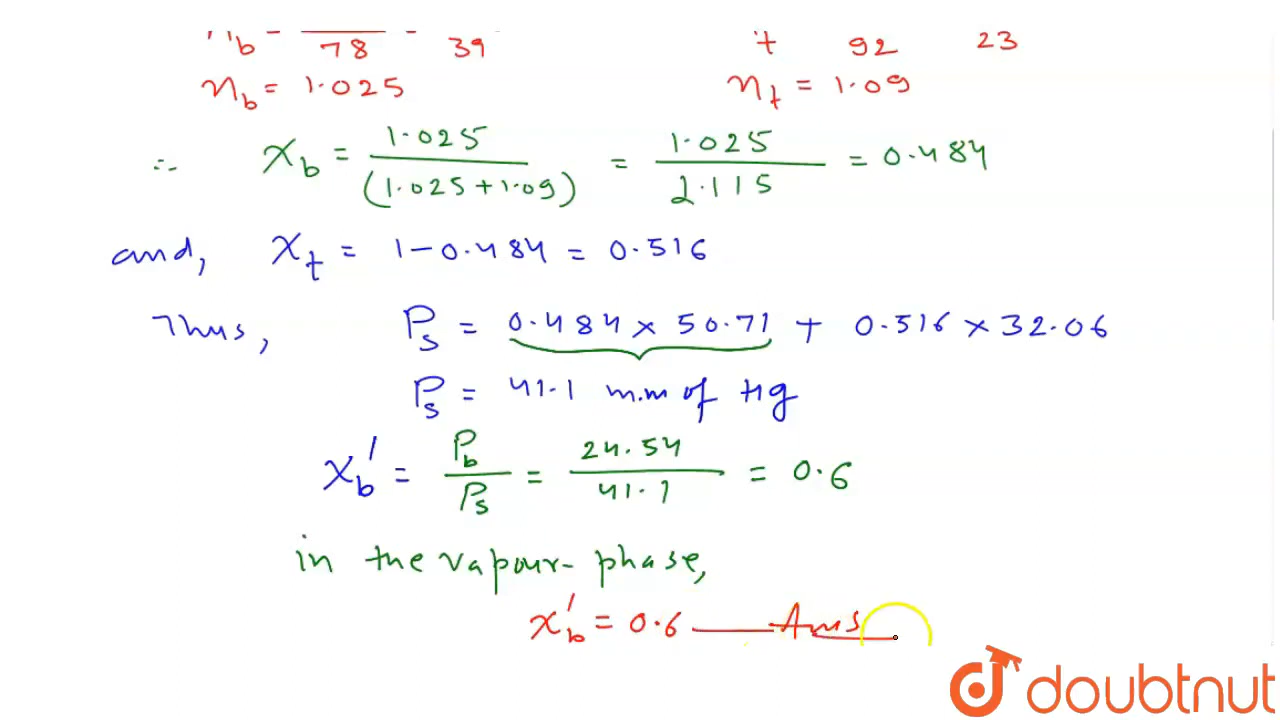 n_b = ─── = ───
78 39
t 92 23
n_b = 1.025 n_t = 1.09
∴ x_b = 1.025 / (1.025+1.09) = 1.025 / 2.115 = 0.484
and, x_t = 1-0.484 = 0.516
Thus, P_s = 0.484 × 50.71 + 0.516 × 32.06
P_s = 41.1 m.m of Hg
x_b' = P_b / P_s = 24.54 / 41.1 = 0.6
in the vapour-phase,
x_b' = 0.6 — Ans
doubtnut